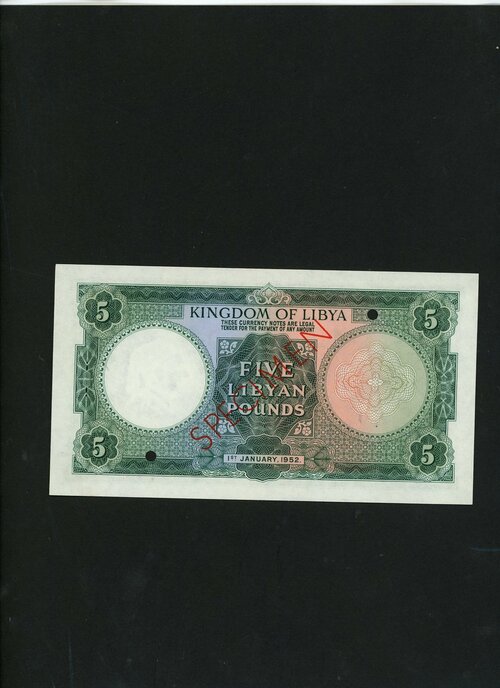 KINGDOM OF LIBYA
THESE CURRENCY NOTES ARE LEGAL
TENDER FOR THE PAYMENT OF ANY AMOUNT
5
5
FIVE
LIBYAN
POUNDS
SPECIMEN
5
5
1ST JANUARY, 1952.